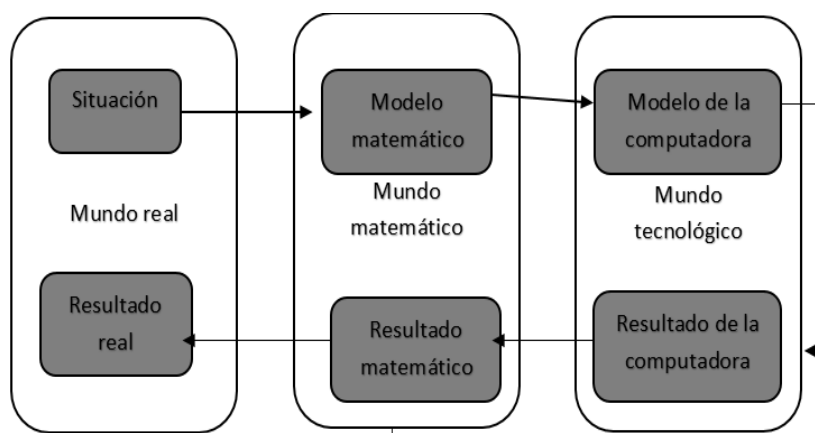 Situación
Mundo real
Resultado
real
Modelo
matemático
Mundo
matemático
Resultado
matemático
Modelo de la
computadora
Mundo
tecnológico
Resultado de la
computadora